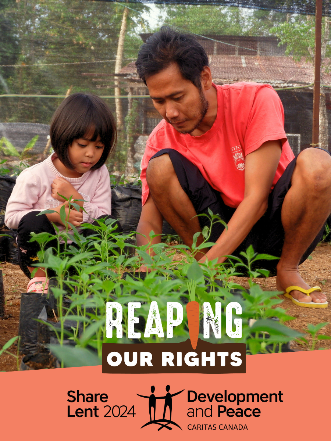 REAPING
OUR RIGHTS
Share
Lent 2024
Development
and Peace
CARITAS CANADA